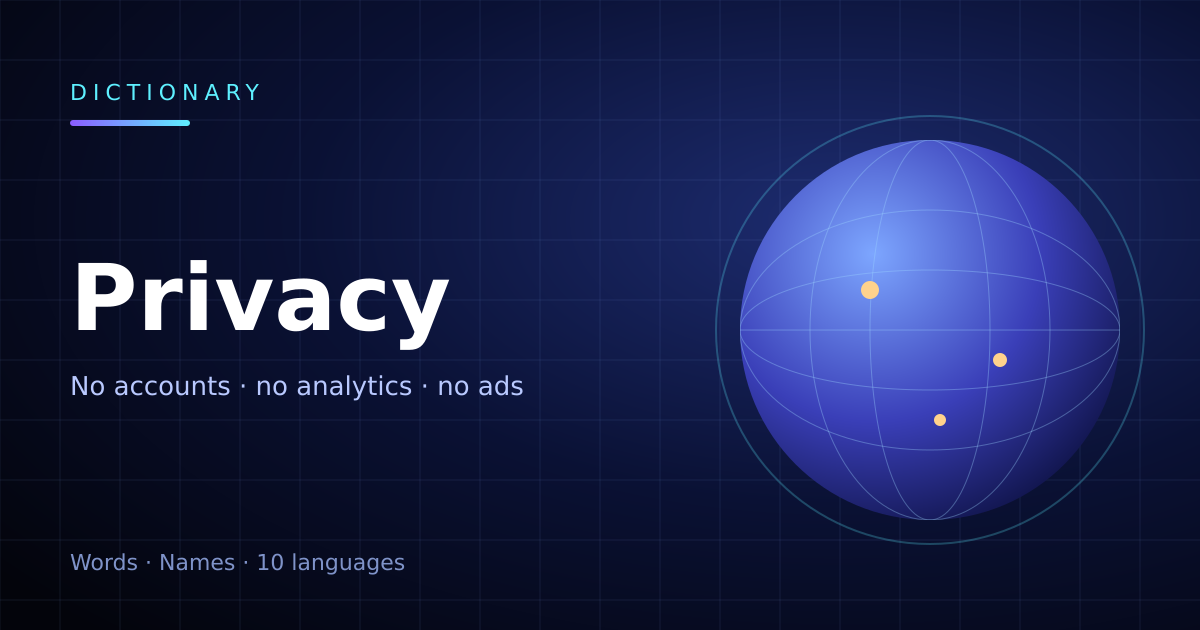 DICTIONARY
Privacy
No accounts · no analytics · no ads
Words · Names · 10 languages